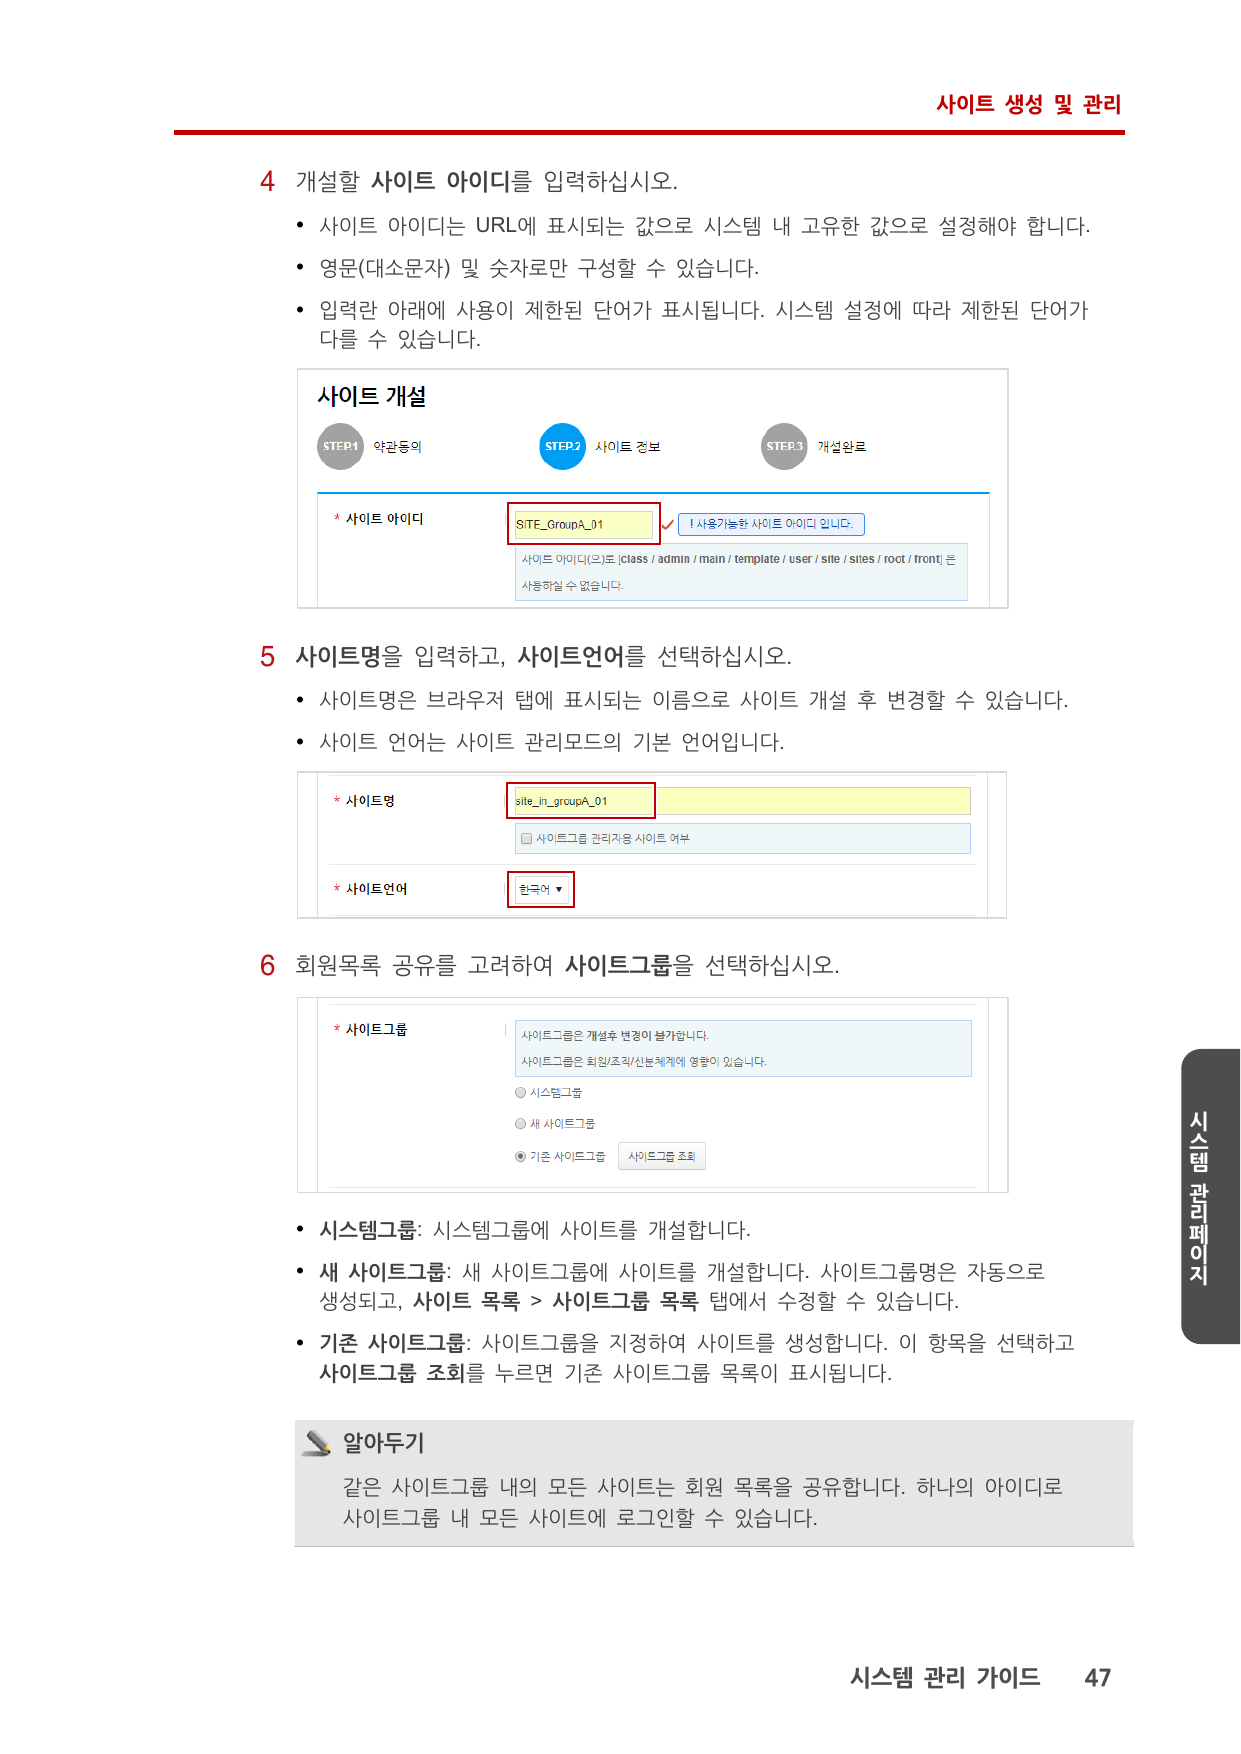 사이트 생성 및 관리
4 개설할 사이트 아이디를 입력하십시오.
• 사이트 아이디는 URL에 표시되는 값으로 시스템 내 고유한 값으로 설정해야 합니다.
• 영문(대소문자) 및 숫자로만 구성할 수 있습니다.
• 입력란 아래에 사용이 제한된 단어가 표시됩니다. 시스템 설정에 따라 제한된 단어가
다를 수 있습니다.
사이트 개설
STEP.1 약관동의 STEP.2 사이트 정보 STEP.3 개설완료
* 사이트 아이디 SITE_GroupA_01 ! 사용가능한 사이트 아이디 입니다.
사이트 아이디(으)로 [class / admin / main / template / user / site / sites / root / front] 은
사용하실 수 없습니다.
5 사이트명을 입력하고, 사이트언어를 선택하십시오.
• 사이트명은 브라우저 탭에 표시되는 이름으로 사이트 개설 후 변경할 수 있습니다.
• 사이트 언어는 사이트 관리모드의 기본 언어입니다.
* 사이트명 site_in_groupA_01
사이트그룹 관리자용 사이트 여부
* 사이트언어 한국어 ▼
6 회원목록 공유를 고려하여 사이트그룹을 선택하십시오.
* 사이트그룹 사이트그룹은 개설후 변경이 불가합니다.
사이트그룹은 회원/조직/신분체계에 영향이 있습니다.
시스템그룹
새 사이트그룹
기존 사이트그룹 사이트그룹 조회
• 시스템그룹: 시스템그룹에 사이트를 개설합니다.
• 새 사이트그룹: 새 사이트그룹에 사이트를 개설합니다. 사이트그룹명은 자동으로
생성되고, 사이트 목록 > 사이트그룹 목록 탭에서 수정할 수 있습니다.
• 기존 사이트그룹: 사이트그룹을 지정하여 사이트를 생성합니다. 이 항목을 선택하고
사이트그룹 조회를 누르면 기존 사이트그룹 목록이 표시됩니다.
알아두기
같은 사이트그룹 내의 모든 사이트는 회원 목록을 공유합니다. 하나의 아이디로
사이트그룹 내 모든 사이트에 로그인할 수 있습니다.
시스템 관리페이지
시스템 관리 가이드 47